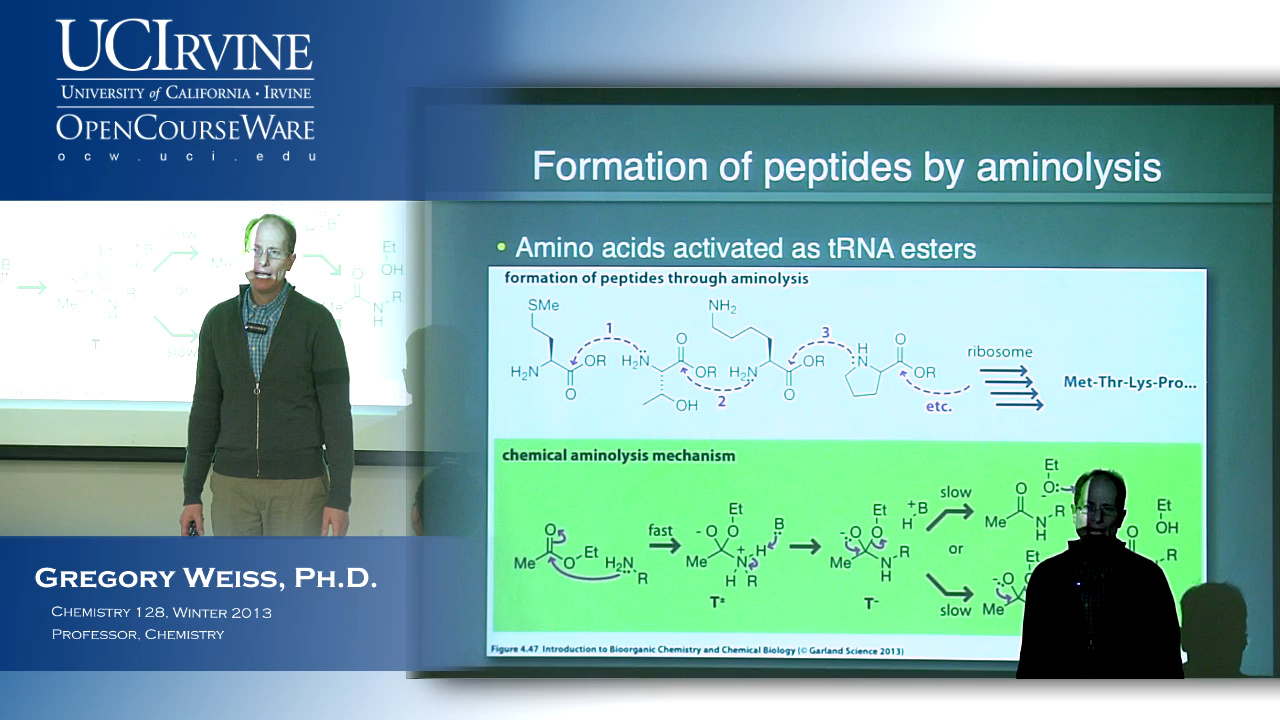 UCIRVINE
UNIVERSITY of CALIFORNIA • IRVINE
OPENCOURSEWARE
ocw.uci.edu
Formation of peptides by aminolysis
• Amino acids activated as tRNA esters
formation of peptides through aminolysis
SMe
NH₂
1
3
H₂N
OR
O
H₂N
O
OR
OH
2
H₂N
OR
O
H
N
O
OR
etc.
ribosome
Met-Thr-Lys-Pro...
chemical aminolysis mechanism
Me
O
O
Et
H₂N
R
fast
⁻O
Et
O
Me
N⁺
H
H
R
B
T±
⁻O
Et
O
Me
N
R
H
T⁻
⁺B
H
slow
or
slow
Et
O:
O
Me
N
R
H
Et
OH
R
Et
O
Me
Figure 4.47 Introduction to Bioorganic Chemistry and Chemical Biology (© Garland Science 2013)
GREGORY WEISS, PH.D.
CHEMISTRY 128, WINTER 2013
PROFESSOR, CHEMISTRY